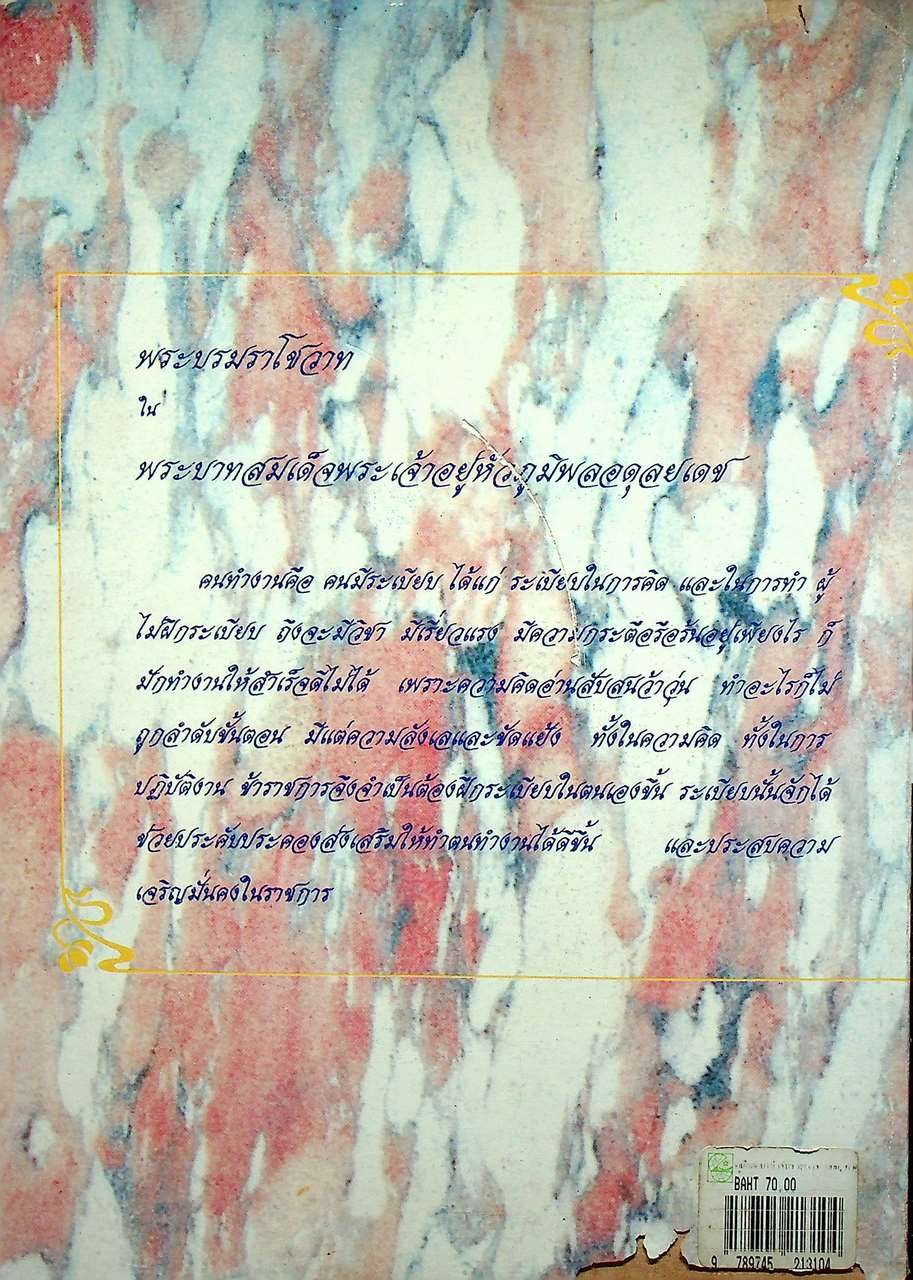 พระบรมราโชวาท
ใน
พระบาทสมเด็จพระเจ้าอยู่หัวภูมิพลอดุลยเดช
คนทำงานคือ คนมีระเบียบ ได้แก่ ระเบียบในการคิด และในการทำ ผู้
ไม่ฝึกระเบียบ ถึงจะมีวิชา มีเรี่ยวแรง มีความกระตือรือร้นอยู่เพียงไร ก็
มักทำงานให้สำเร็จดีไม่ได้ เพราะความคิดอ่านสับสนว้าวุ่น ทำอะไรก็ไม่
ถูกลำดับขั้นตอน มีแต่ความลังเลและขัดแย้ง ทั้งในความคิด ทั้งในการ
ปฏิบัติงาน ข้าราชการจึงจำเป็นต้องฝึกระเบียบในตนเองขึ้น ระเบียบนั้นจักได้
ช่วยประคับประคองส่งเสริมให้ทำตนทำงานได้ดีขึ้น และประสบความ
เจริญมั่นคงในราชการ
BAHT 70.00
9 789745 213104